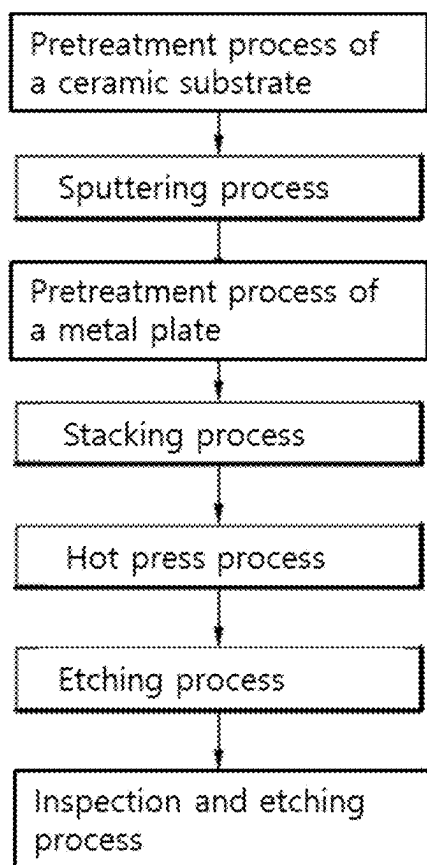 Pretreatment process of
a ceramic substrate
Sputtering process
Pretreatment process of
a metal plate
Stacking process
Hot press process
Etching process
Inspection and etching
process